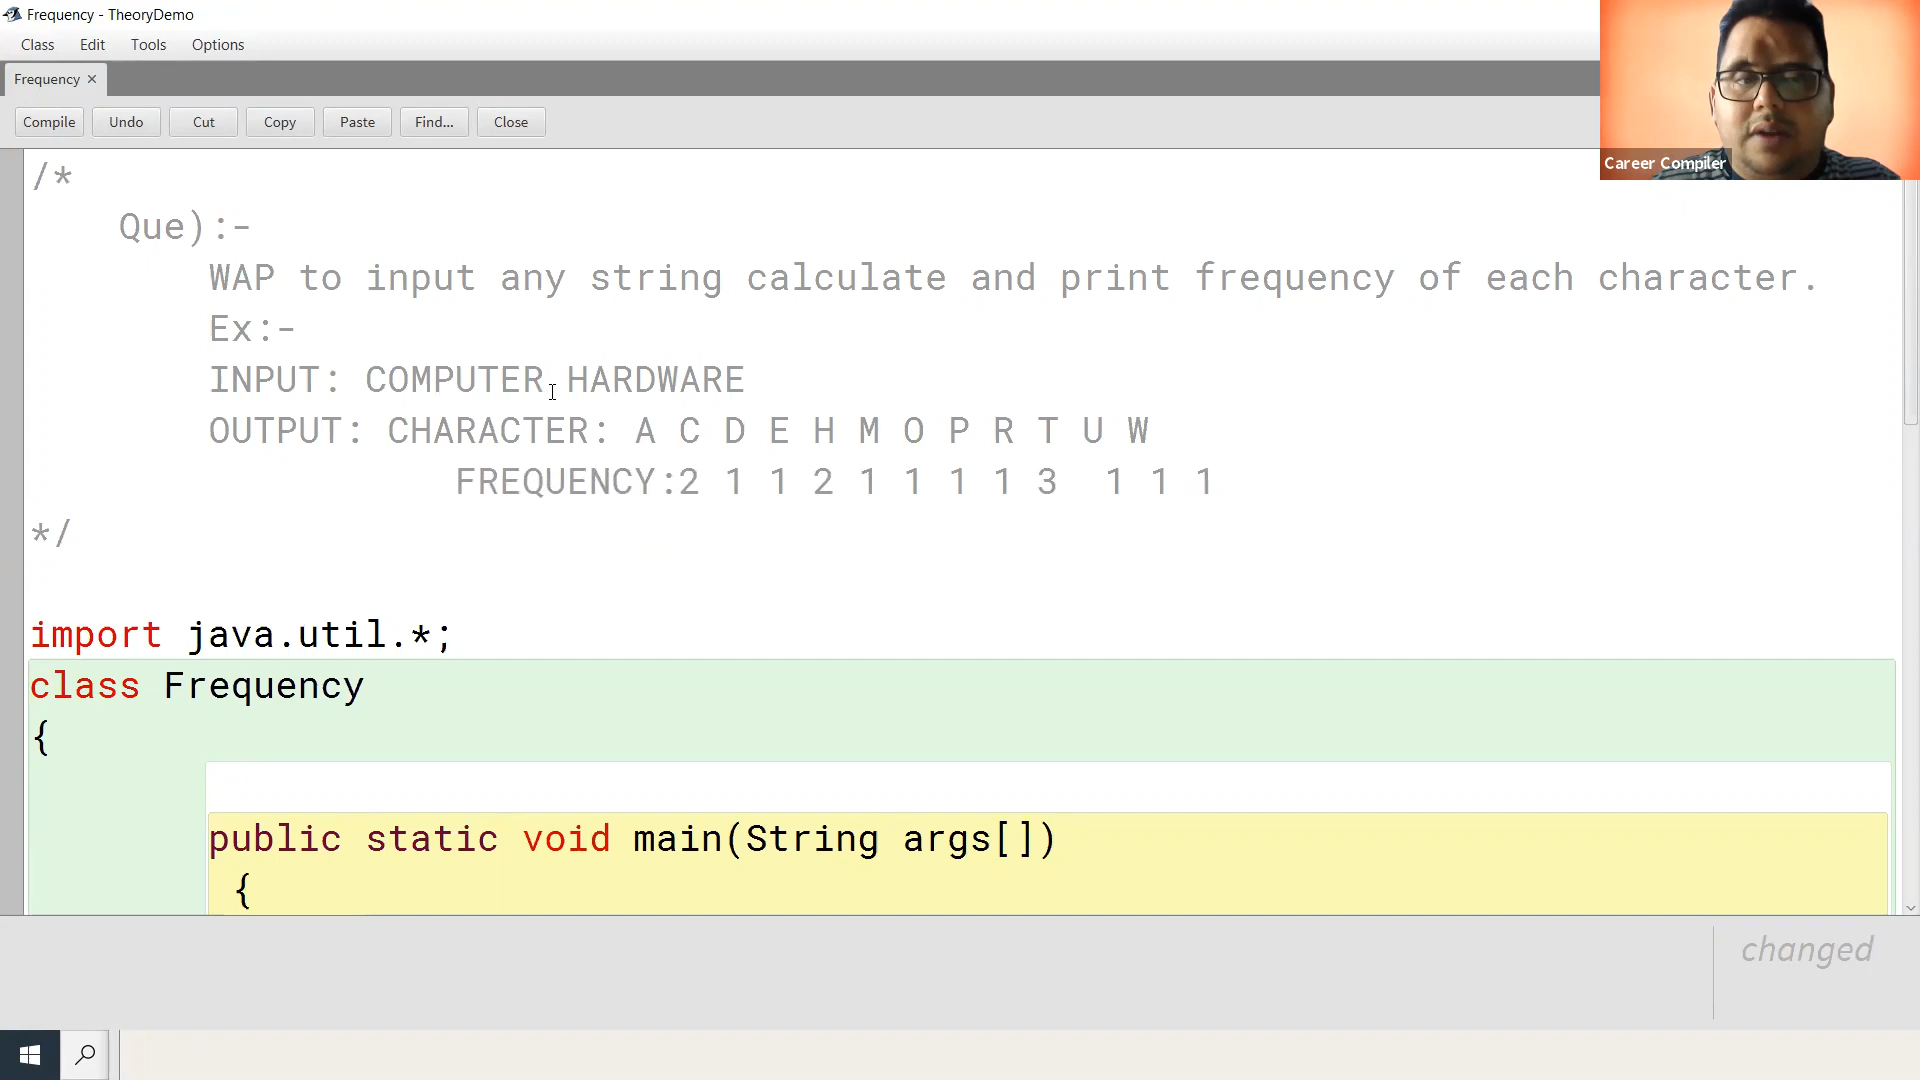 Frequency - TheoryDemo
Class Edit Tools Options
Frequency ×
Compile Undo Cut Copy Paste Find... Close
Career Compiler
/*
Que):-
WAP to input any string calculate and print frequency of each character.
Ex:-
INPUT: COMPUTER HARDWARE
OUTPUT: CHARACTER: A C D E H M O P R T U W
FREQUENCY:2 1 1 2 1 1 1 1 3 1 1 1
*/
import java.util.*;
class Frequency
{
public static void main(String args[])
{
changed